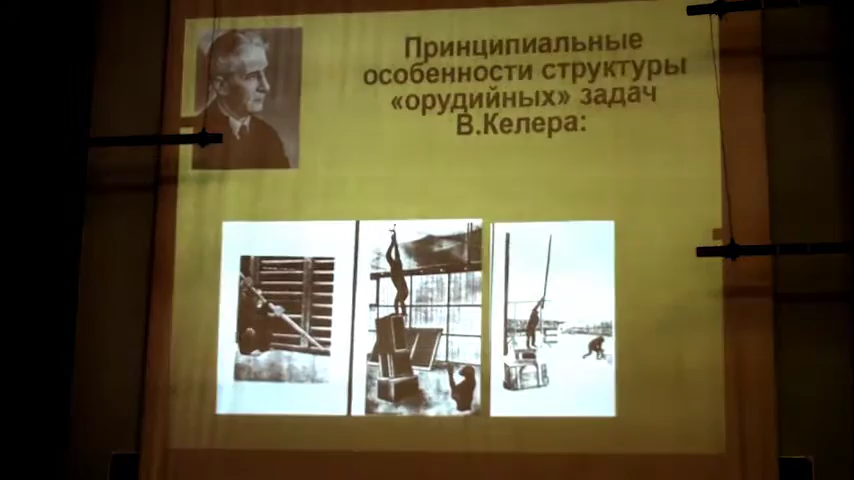 Принципиальные
особенности структуры
«орудийных» задач
В.Келера: